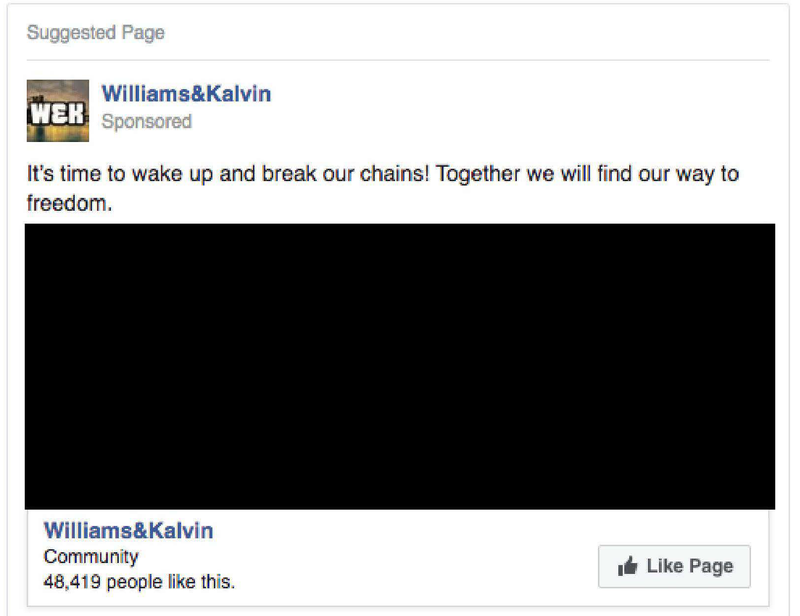 Suggested Page
Williams&Kalvin
Sponsored
W&K
It's time to wake up and break our chains! Together we will find our way to
freedom.
Williams&Kalvin
Community
48,419 people like this.
Like Page